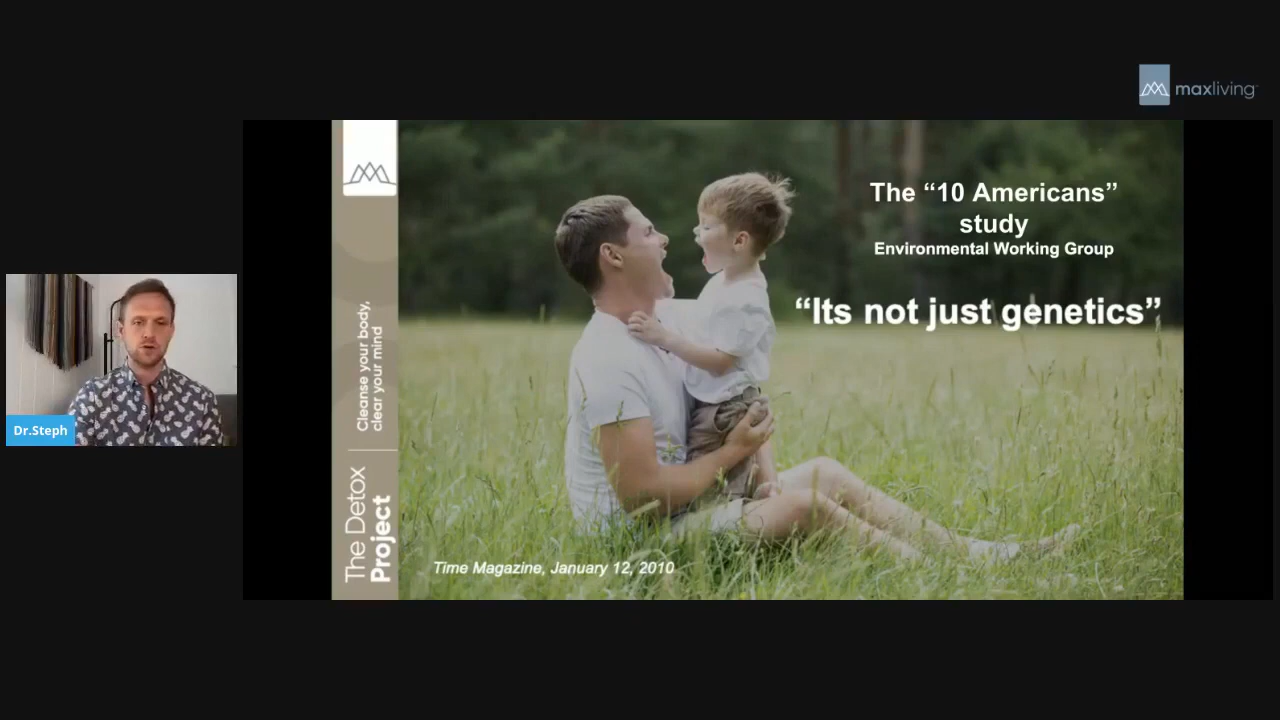 maxliving
The “10 Americans”
study
Environmental Working Group
“Its not just genetics”
Cleanse your body,
clear your mind
The Detox
Project
Dr.Steph
Time Magazine, January 12, 2010